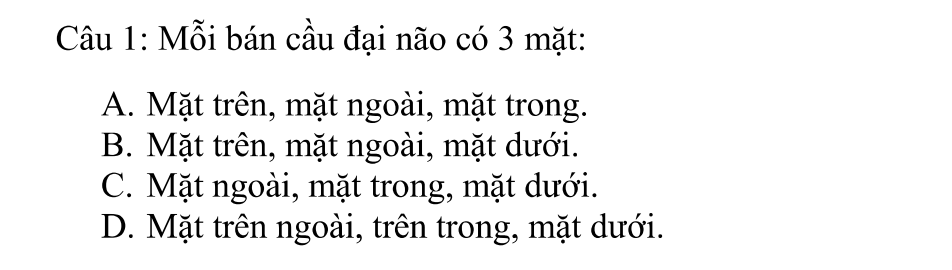 Câu 1: Mỗi bán cầu đại não có 3 mặt:
A. Mặt trên, mặt ngoài, mặt trong.
B. Mặt trên, mặt ngoài, mặt dưới.
C. Mặt ngoài, mặt trong, mặt dưới.
D. Mặt trên ngoài, trên trong, mặt dưới.